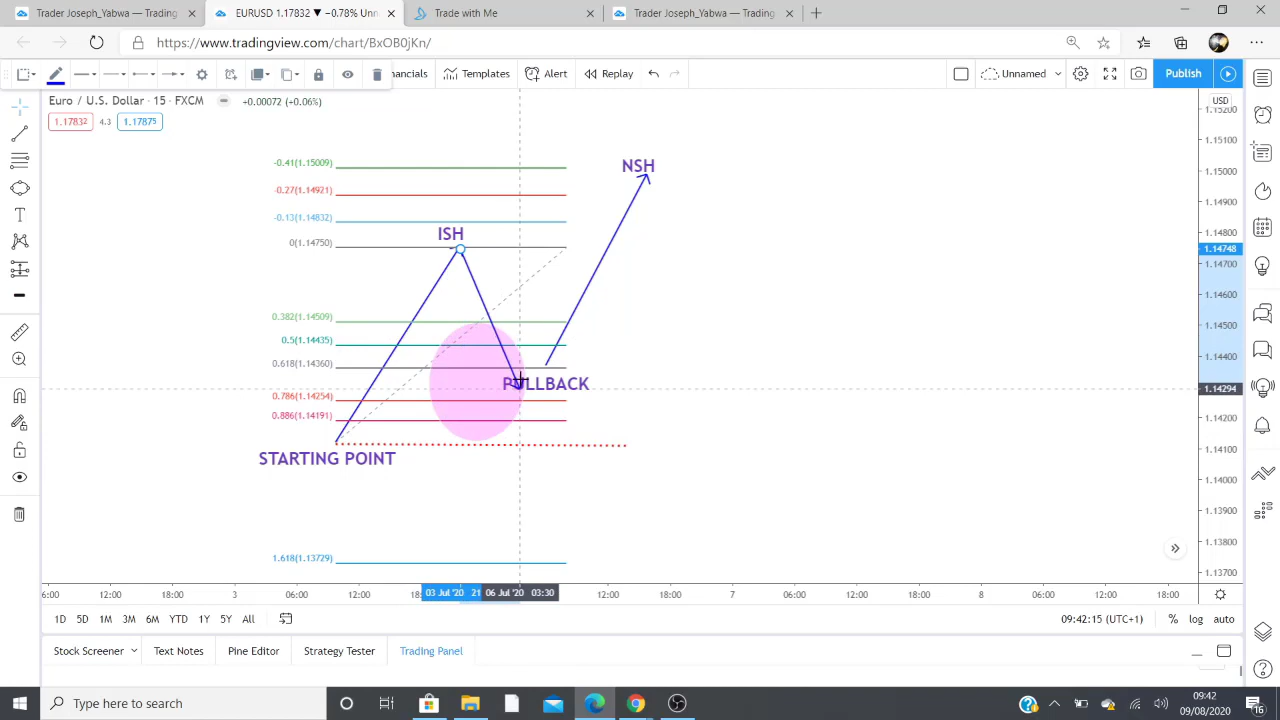 Trader Joseph_Yabwa — Trading
EURUSD 1.17832 ▼ −0.78% Un
Trade with Me
Trader Joseph_Yabwa — Trading
https://www.tradingview.com/chart/BxOB0jKn/
nancials
Templates
Alert
Replay
Unnamed
Publish
Euro / U.S. Dollar · 15 · FXCM
-0.00072 (+0.06%)
USD
1.17832
4.3
1.17875
1.15200
1.15100
1.15000
1.14900
1.14800
1.14748
1.14700
1.14600
1.14500
1.14400
1.14294
1.14200
1.14100
1.14000
1.13900
1.13800
1.13700
-0.41(1.15009)
-0.27(1.14921)
-0.13(1.14832)
0(1.14750)
0.382(1.14509)
0.5(1.14435)
0.618(1.14360)
0.786(1.14254)
0.886(1.14191)
1.618(1.13729)
NSH
ISH
PULLBACK
STARTING POINT
6:00 12:00 18:00 3 06:00 12:00 18: 03 Jul '20 21 06 Jul '20 03:30 12:00 18:00 7 06:00 12:00 18:00 8 06:00 12:00 18:00
1D 5D 1M 3M 6M YTD 1Y 5Y All
09:42:15 (UTC+1) % log auto
Stock Screener Text Notes Pine Editor Strategy Tester Trading Panel
Type here to search
09:42
09/08/2020
16